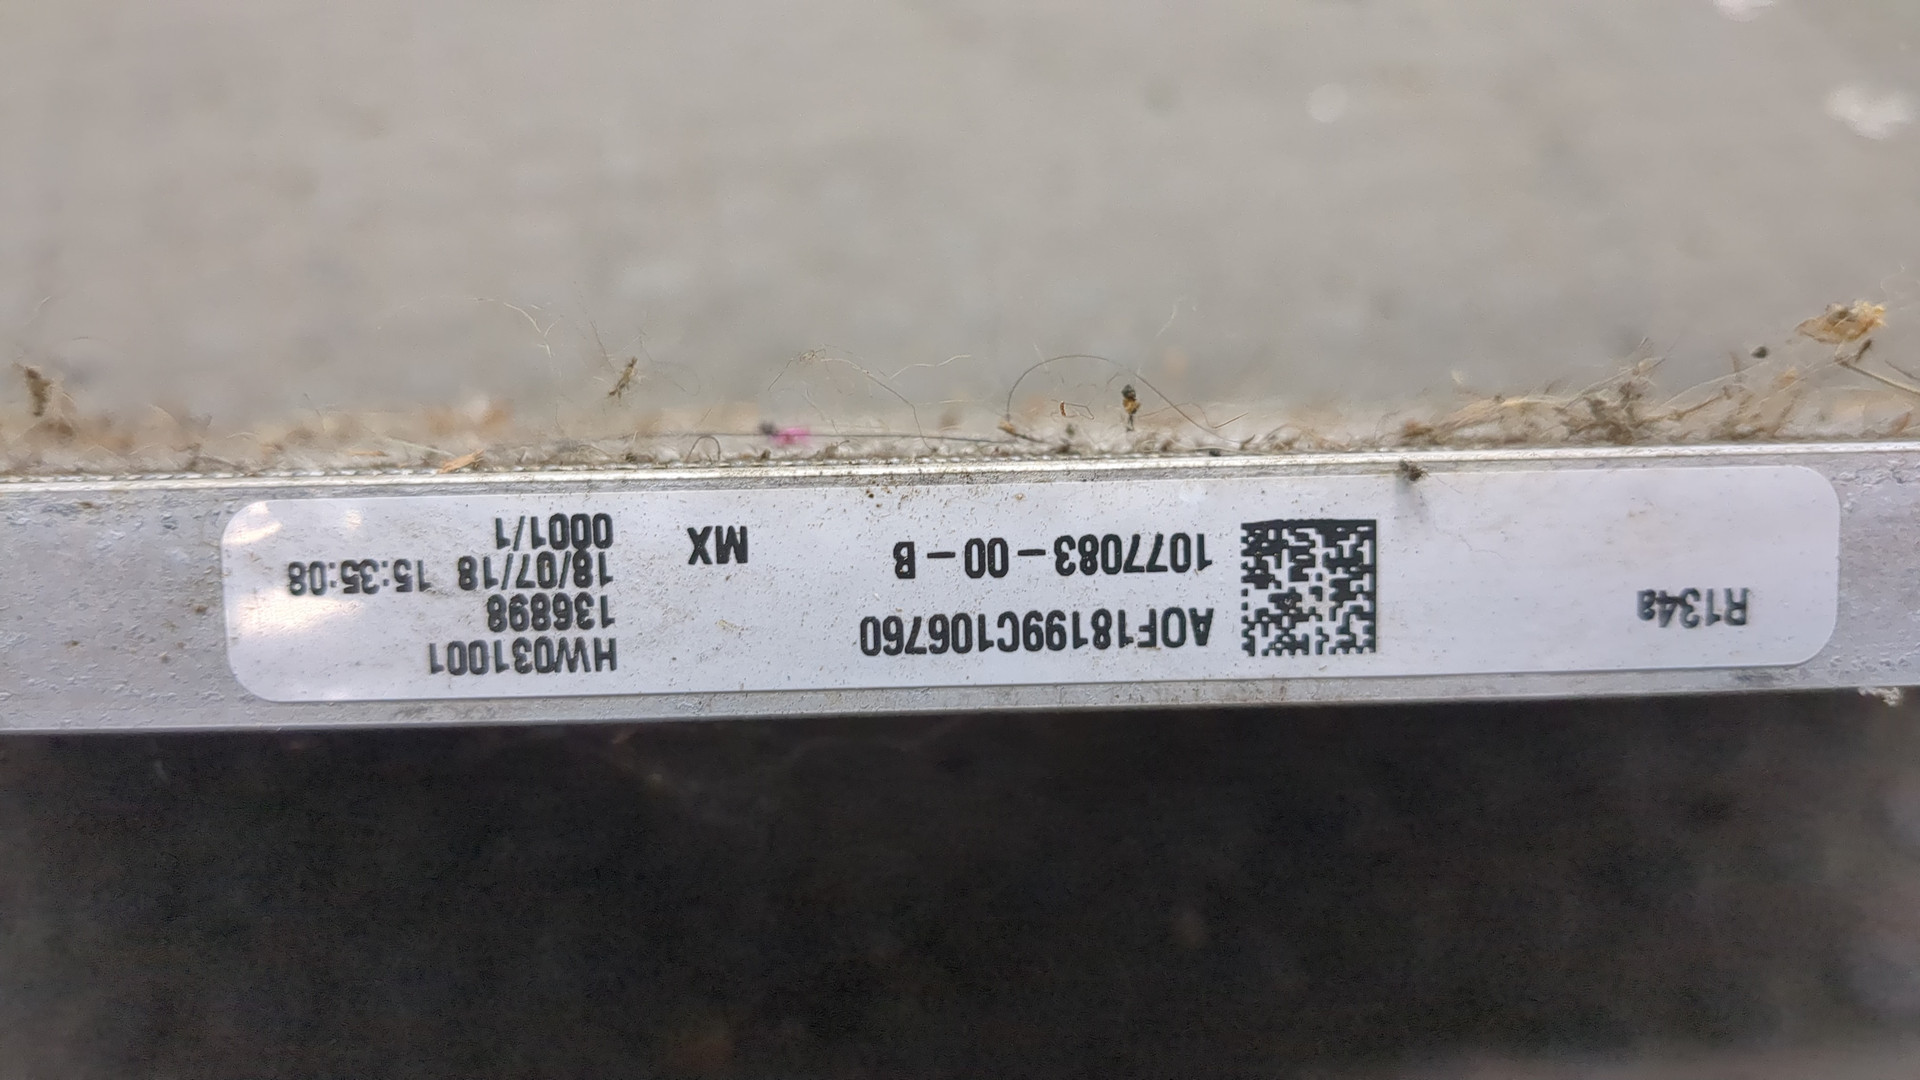 R134a
AOF18199C106760
1077083-00-B
MX
HW031001
136898
18/07/18 15:35:08
0001/1